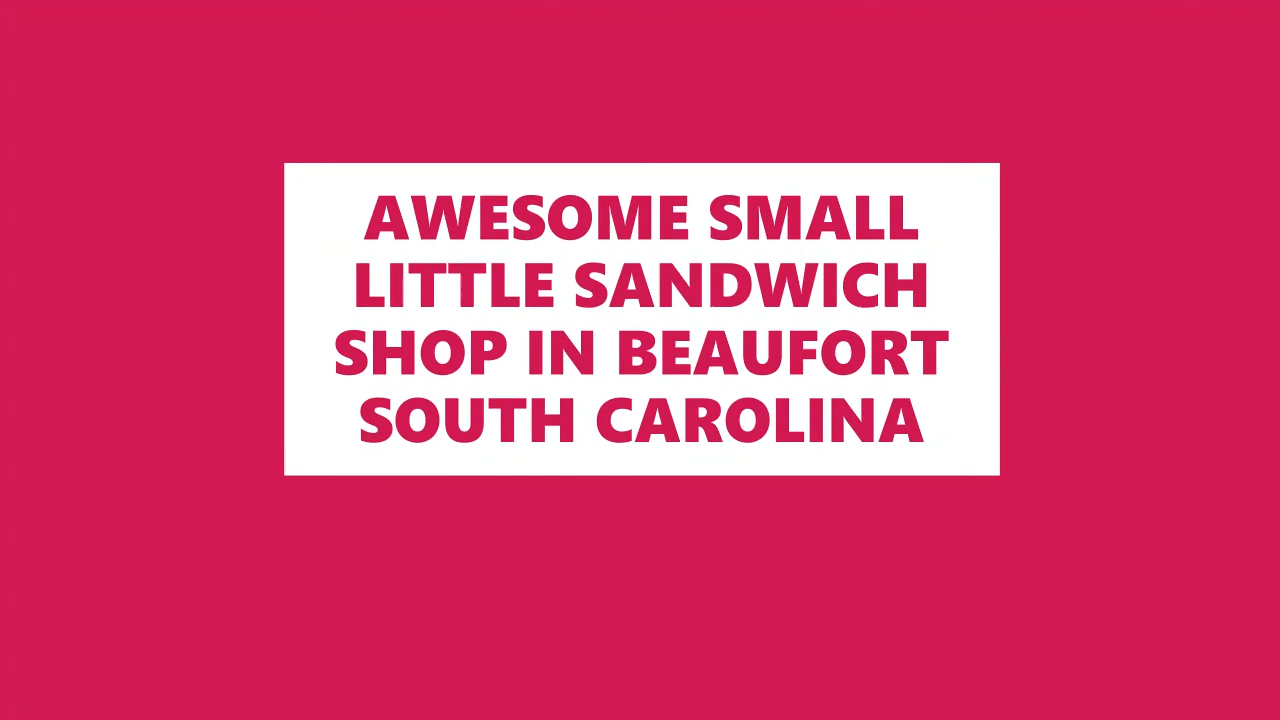 AWESOME SMALL
LITTLE SANDWICH
SHOP IN BEAUFORT
SOUTH CAROLINA